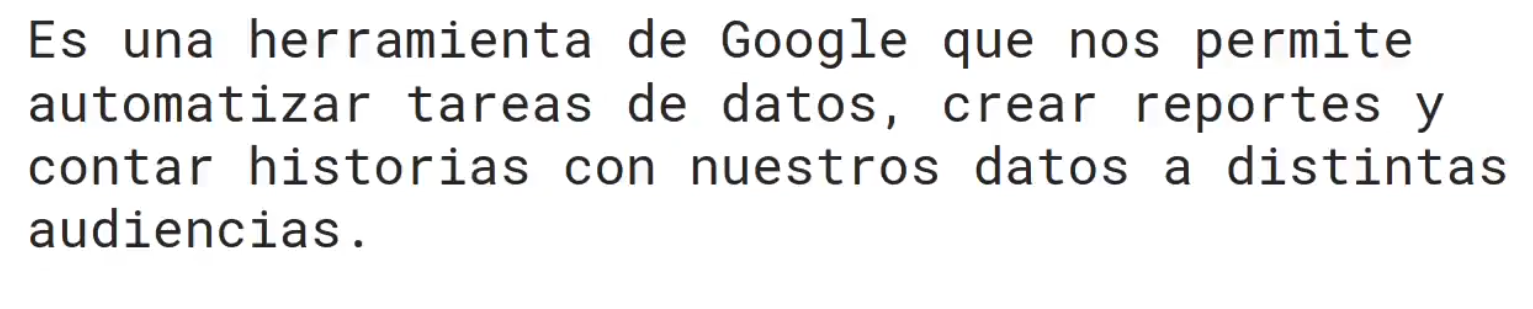 Es una herramienta de Google que nos permite
automatizar tareas de datos, crear reportes y
contar historias con nuestros datos a distintas
audiencias.